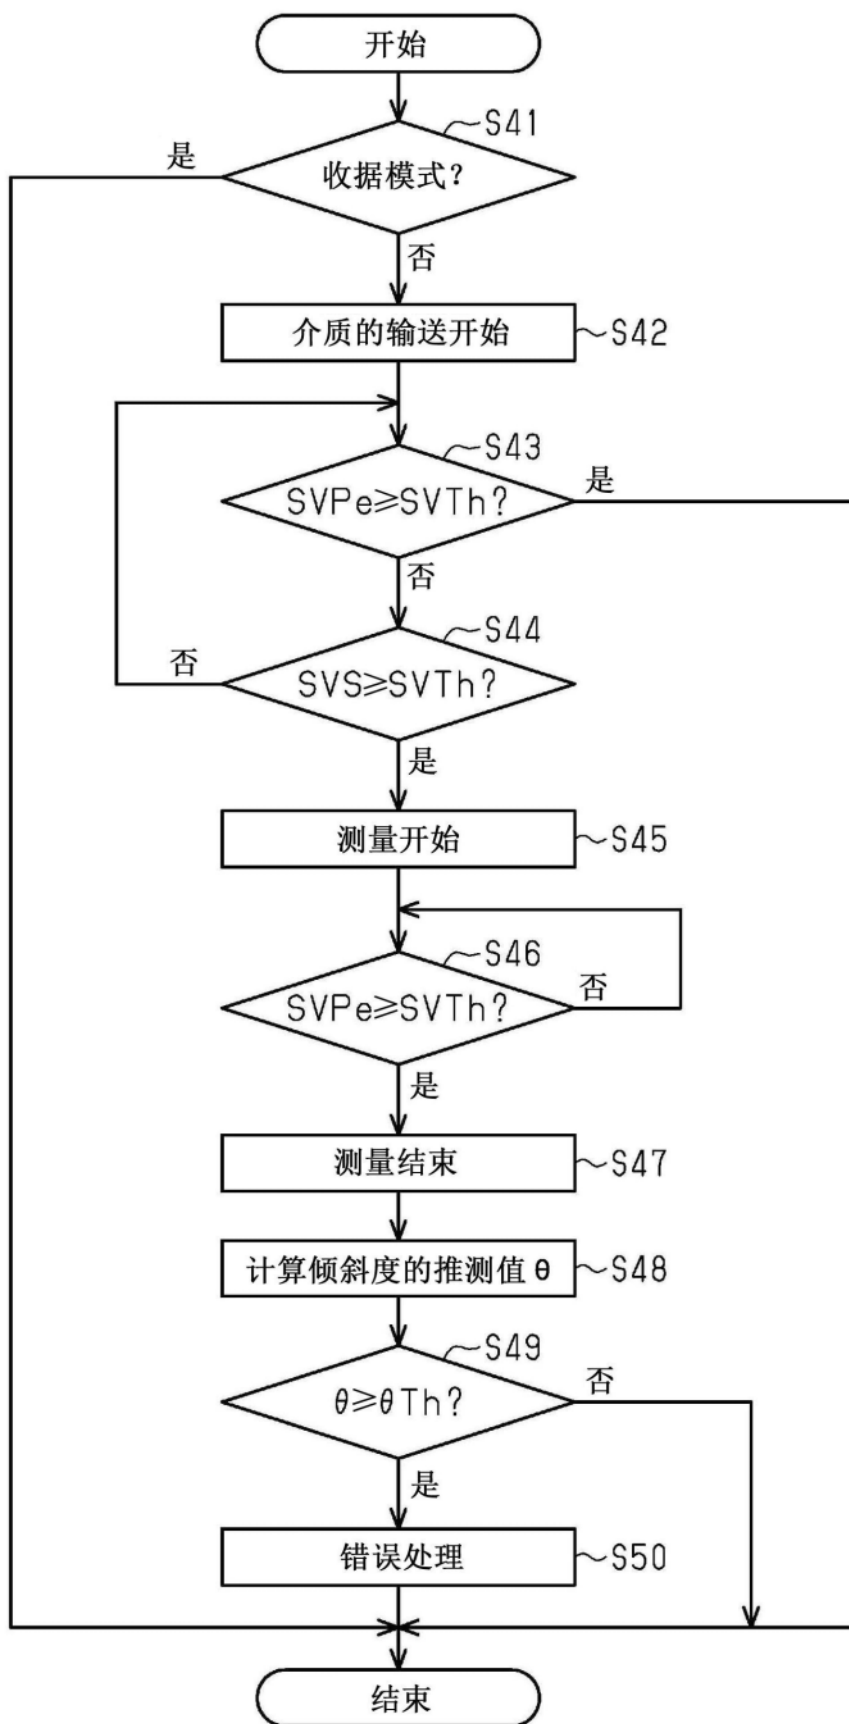 开始
S41
是
收据模式？
否
介质的输送开始
S42
S43
SVPe≥SVTh?
是
否
S44
否
SVS≥SVTh?
是
测量开始
S45
S46
SVPe≥SVTh?
否
是
测量结束
S47
计算倾斜度的推测值 θ
S48
S49
θ≥θTh?
否
是
错误处理
S50
结束